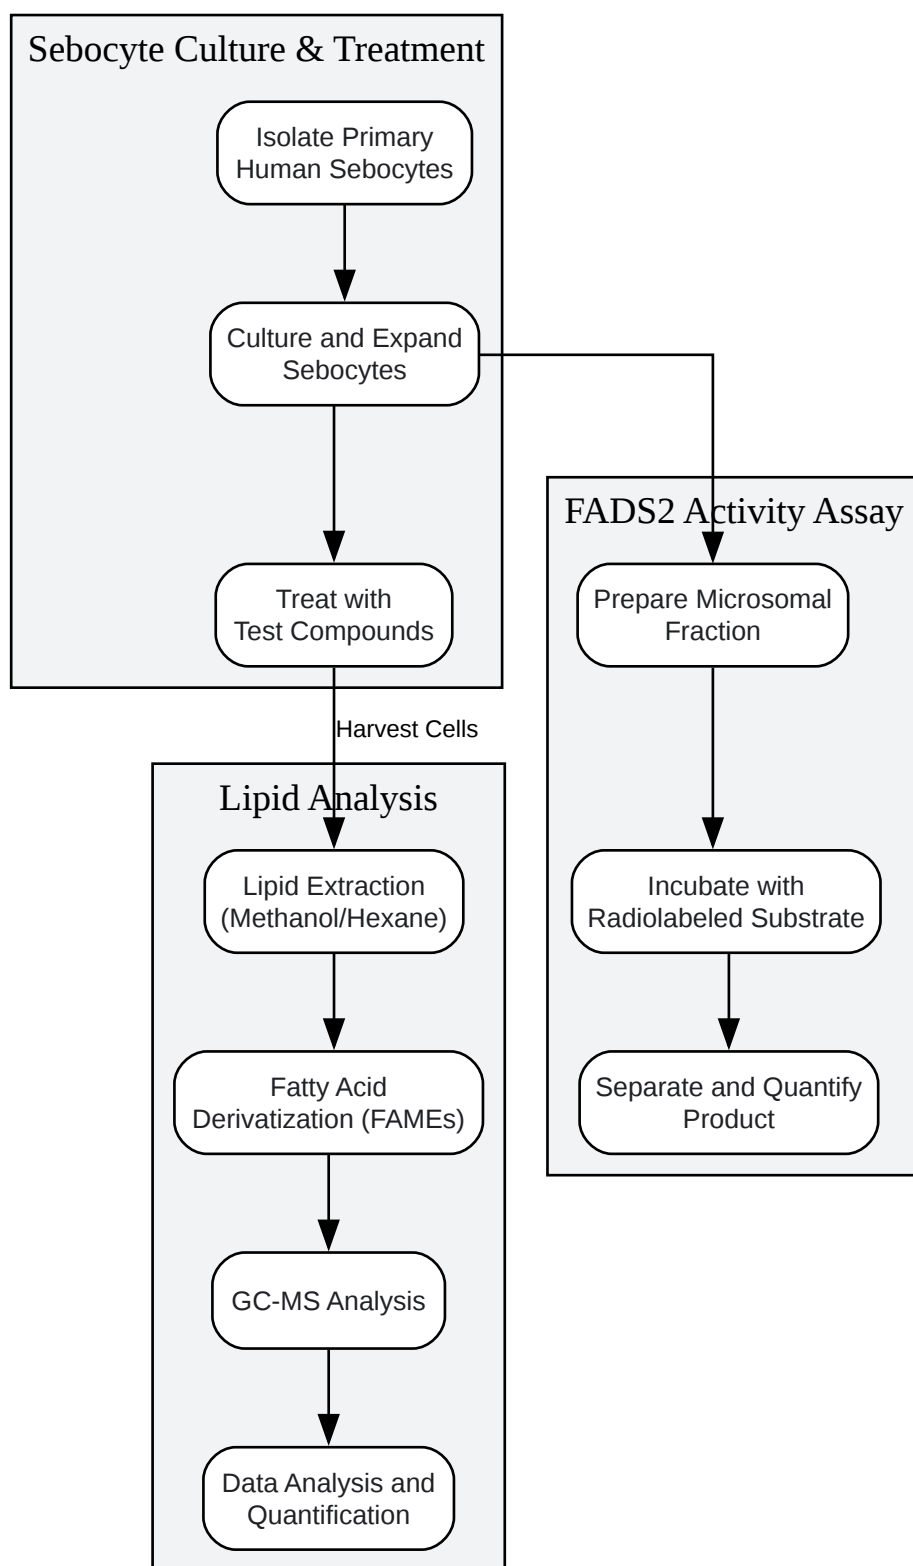 Sebocyte Culture & Treatment
Isolate Primary
Human Sebocytes
Culture and Expand
Sebocytes
Treat with
Test Compounds
Harvest Cells
FADS2 Activity Assay
Prepare Microsomal
Fraction
Incubate with
Radiolabeled Substrate
Separate and Quantify
Product
Lipid Analysis
Lipid Extraction
(Methanol/Hexane)
Fatty Acid
Derivatization (FAMEs)
GC-MS Analysis
Data Analysis and
Quantification